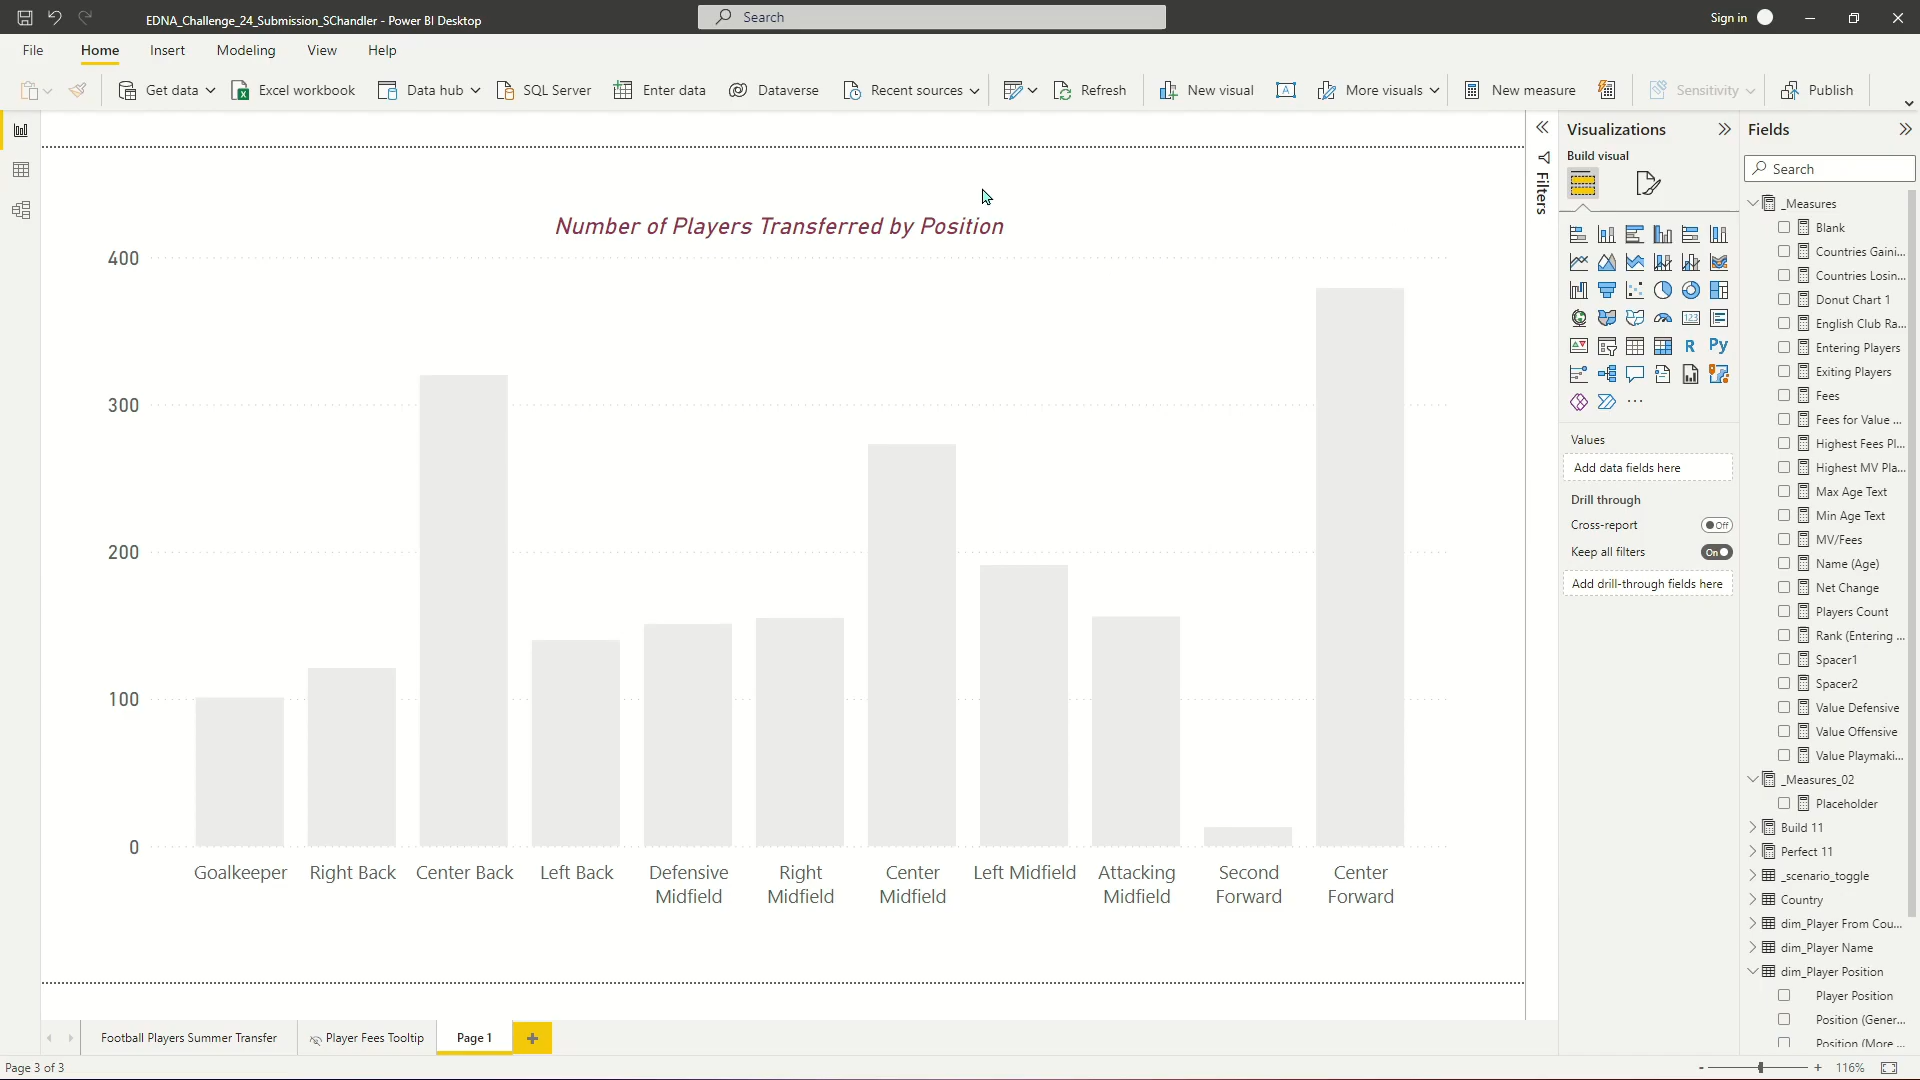 EDNA_Challenge_24_Submission_SChandler - Power BI Desktop
Search
Sign in
File Home Insert Modeling View Help
Get data Excel workbook Data hub SQL Server Enter data Dataverse Recent sources Refresh New visual More visuals New measure Sensitivity Publish
Number of Players Transferred by Position
400
300
200
100
0
Goalkeeper Right Back Center Back Left Back Defensive Midfield Right Midfield Center Midfield Left Midfield Attacking Midfield Second Forward Center Forward
Filters
Visualizations
Build visual
123
R
Py
...
Values
Add data fields here
Drill through
Cross-report Off
Keep all filters On
Add drill-through fields here
Fields
Search
_Measures
Blank
Countries Gaini...
Countries Losin...
Donut Chart 1
English Club Ra...
Entering Players
Exiting Players
Fees
Fees for Value ...
Highest Fees Pl...
Highest MV Pla...
Max Age Text
Min Age Text
MV/Fees
Name (Age)
Net Change
Players Count
Rank (Entering ...
Spacer1
Spacer2
Value Defensive
Value Offensive
Value Playmaki...
_Measures_02
Placeholder
Build 11
Perfect 11
_scenario_toggle
Country
dim_Player From Cou...
dim_Player Name
dim_Player Position
Player Position
Position (Gener...
Position (More ...
Football Players Summer Transfer Player Fees Tooltip Page 1 +
Page 3 of 3
- + 116%